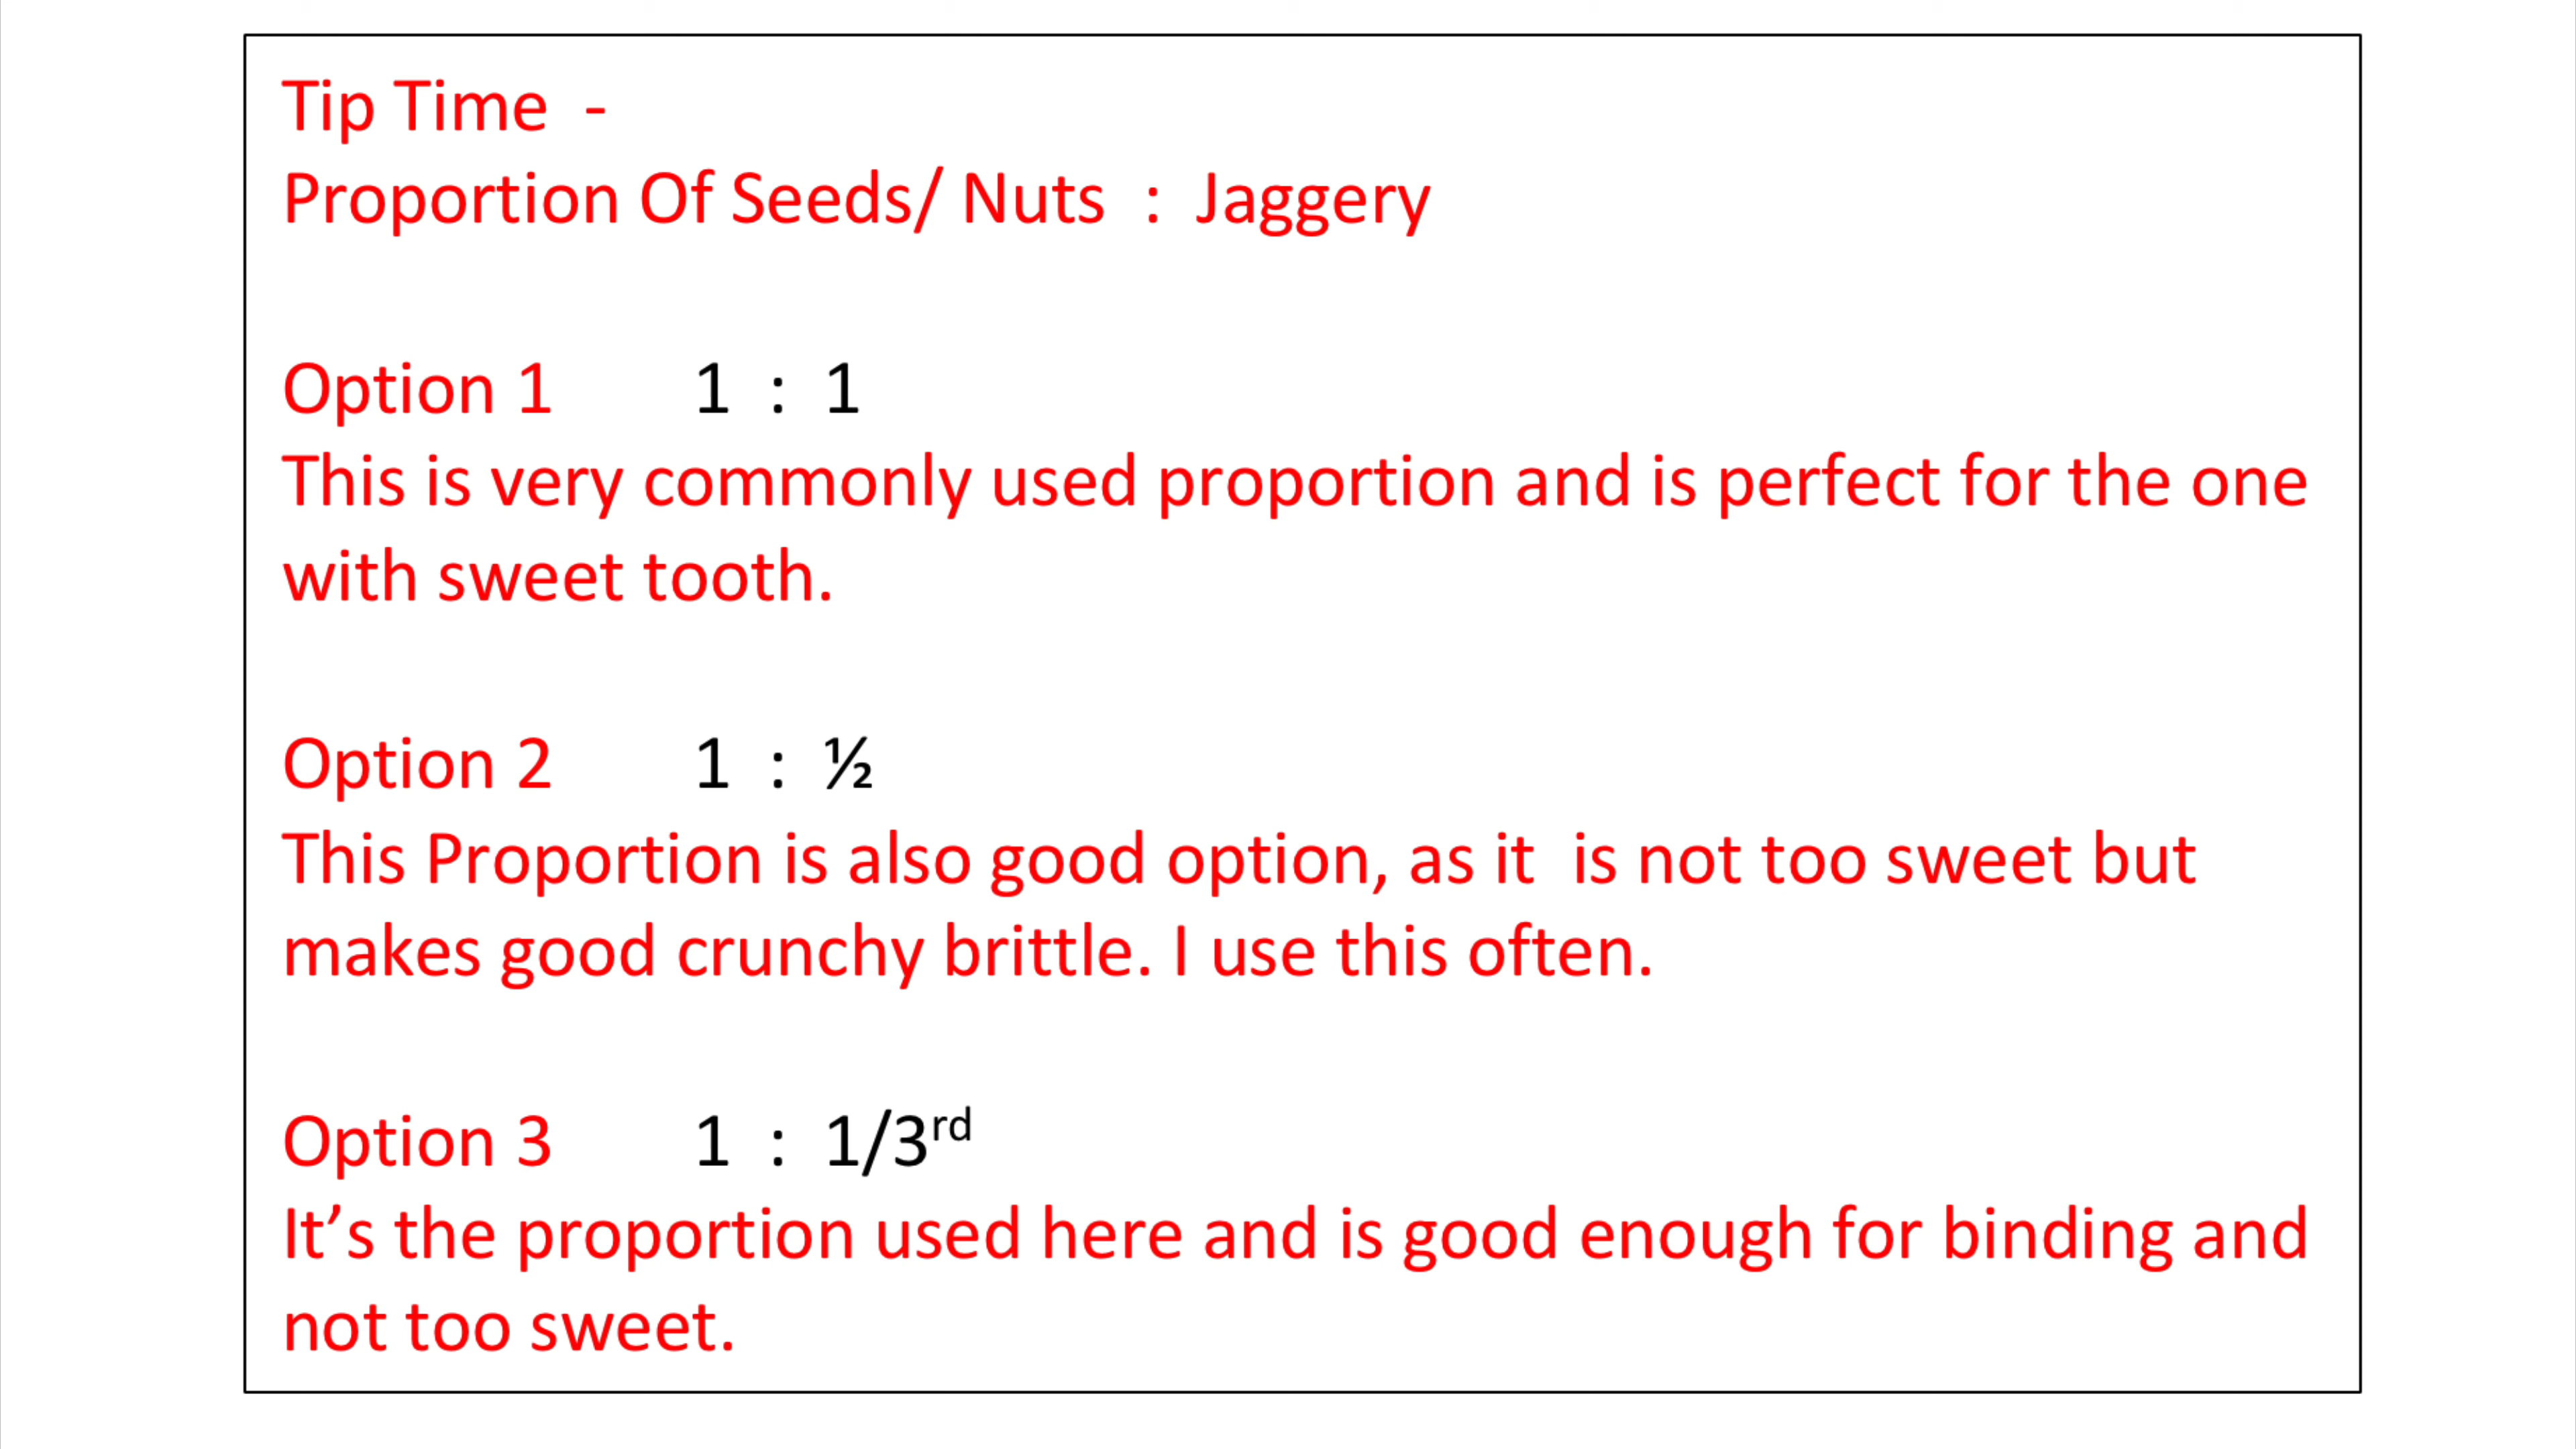 Tip Time  -
Proportion Of Seeds/ Nuts  :  Jaggery
Option 1  1  :  1
This is very commonly used proportion and is perfect for the one
with sweet tooth.
Option 2  1  :  ½
This Proportion is also good option, as it  is not too sweet but
makes good crunchy brittle. I use this often.
Option 3  1  :  1/3rd
It’s the proportion used here and is good enough for binding and
not too sweet.